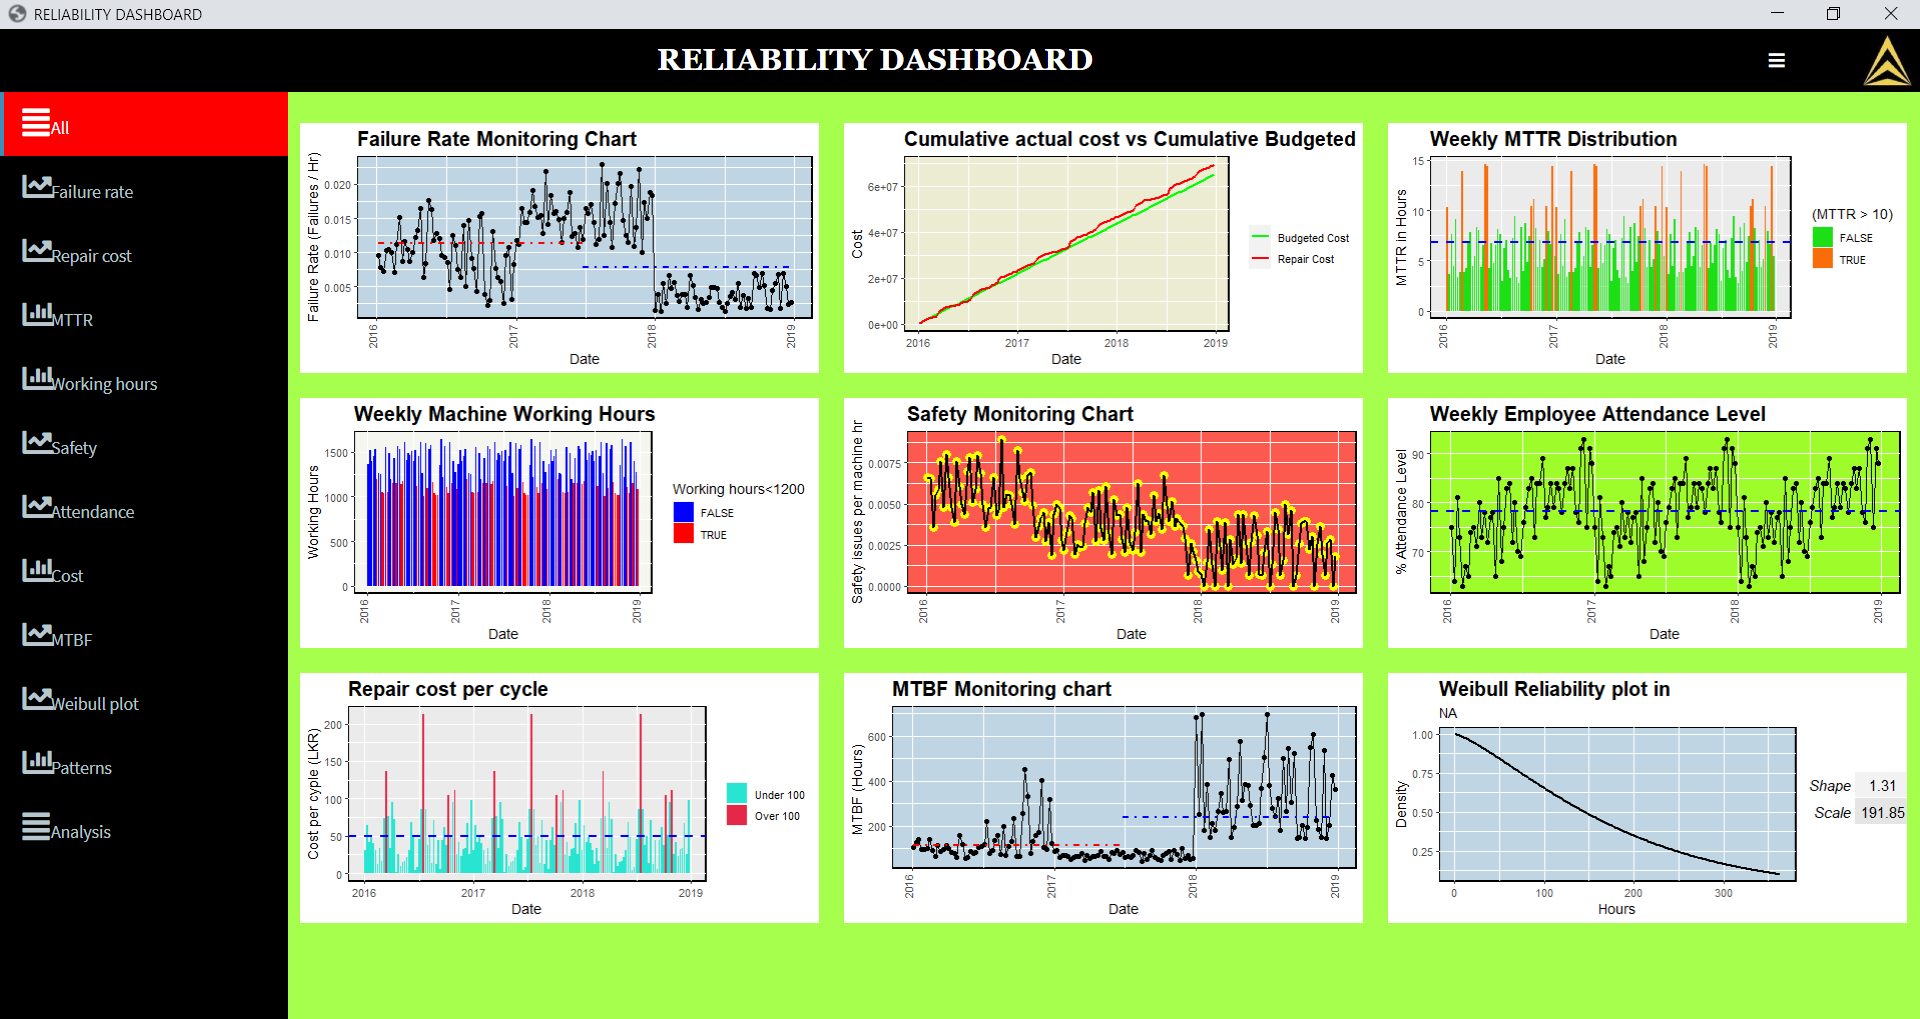 RELIABILITY DASHBOARD
RELIABILITY DASHBOARD
All
Failure rate
Repair cost
MTTR
Working hours
Safety
Attendance
Cost
MTBF
Weibull plot
Patterns
Analysis
Failure Rate Monitoring Chart
Failure Rate (Failures / Hr)
0.020
0.015
0.010
0.005
2016
2017
2018
2019
Date
Cumulative actual cost vs Cumulative Budgeted
Cost
6e+07
4e+07
2e+07
0e+00
2016 2017 2018 2019
Date
Budgeted Cost
Repair Cost
Weekly MTTR Distribution
MTTR in Hours
15
10
5
0
2016
2017
2018
2019
Date
(MTTR > 10)
FALSE
TRUE
Weekly Machine Working Hours
Working Hours
1500
1000
500
0
2016
2017
2018
2019
Date
Working hours<1200
FALSE
TRUE
Safety Monitoring Chart
Safety issues per machine hr
0.0075
0.0050
0.0025
0.0000
2016
2017
2018
2019
Date
Weekly Employee Attendance Level
% Attendance Level
90
80
70
2016
2017
2018
2019
Date
Repair cost per cycle
Cost per cyple (LKR)
200
150
100
50
0
2016 2017 2018 2019
Date
Under 100
Over 100
MTBF Monitoring chart
MTBF (Hours)
600
400
200
2016
2017
2018
2019
Date
Weibull Reliability plot in
NA
Density
1.00
0.75
0.50
0.25
0 100 200 300
Hours
Shape 1.31
Scale 191.85